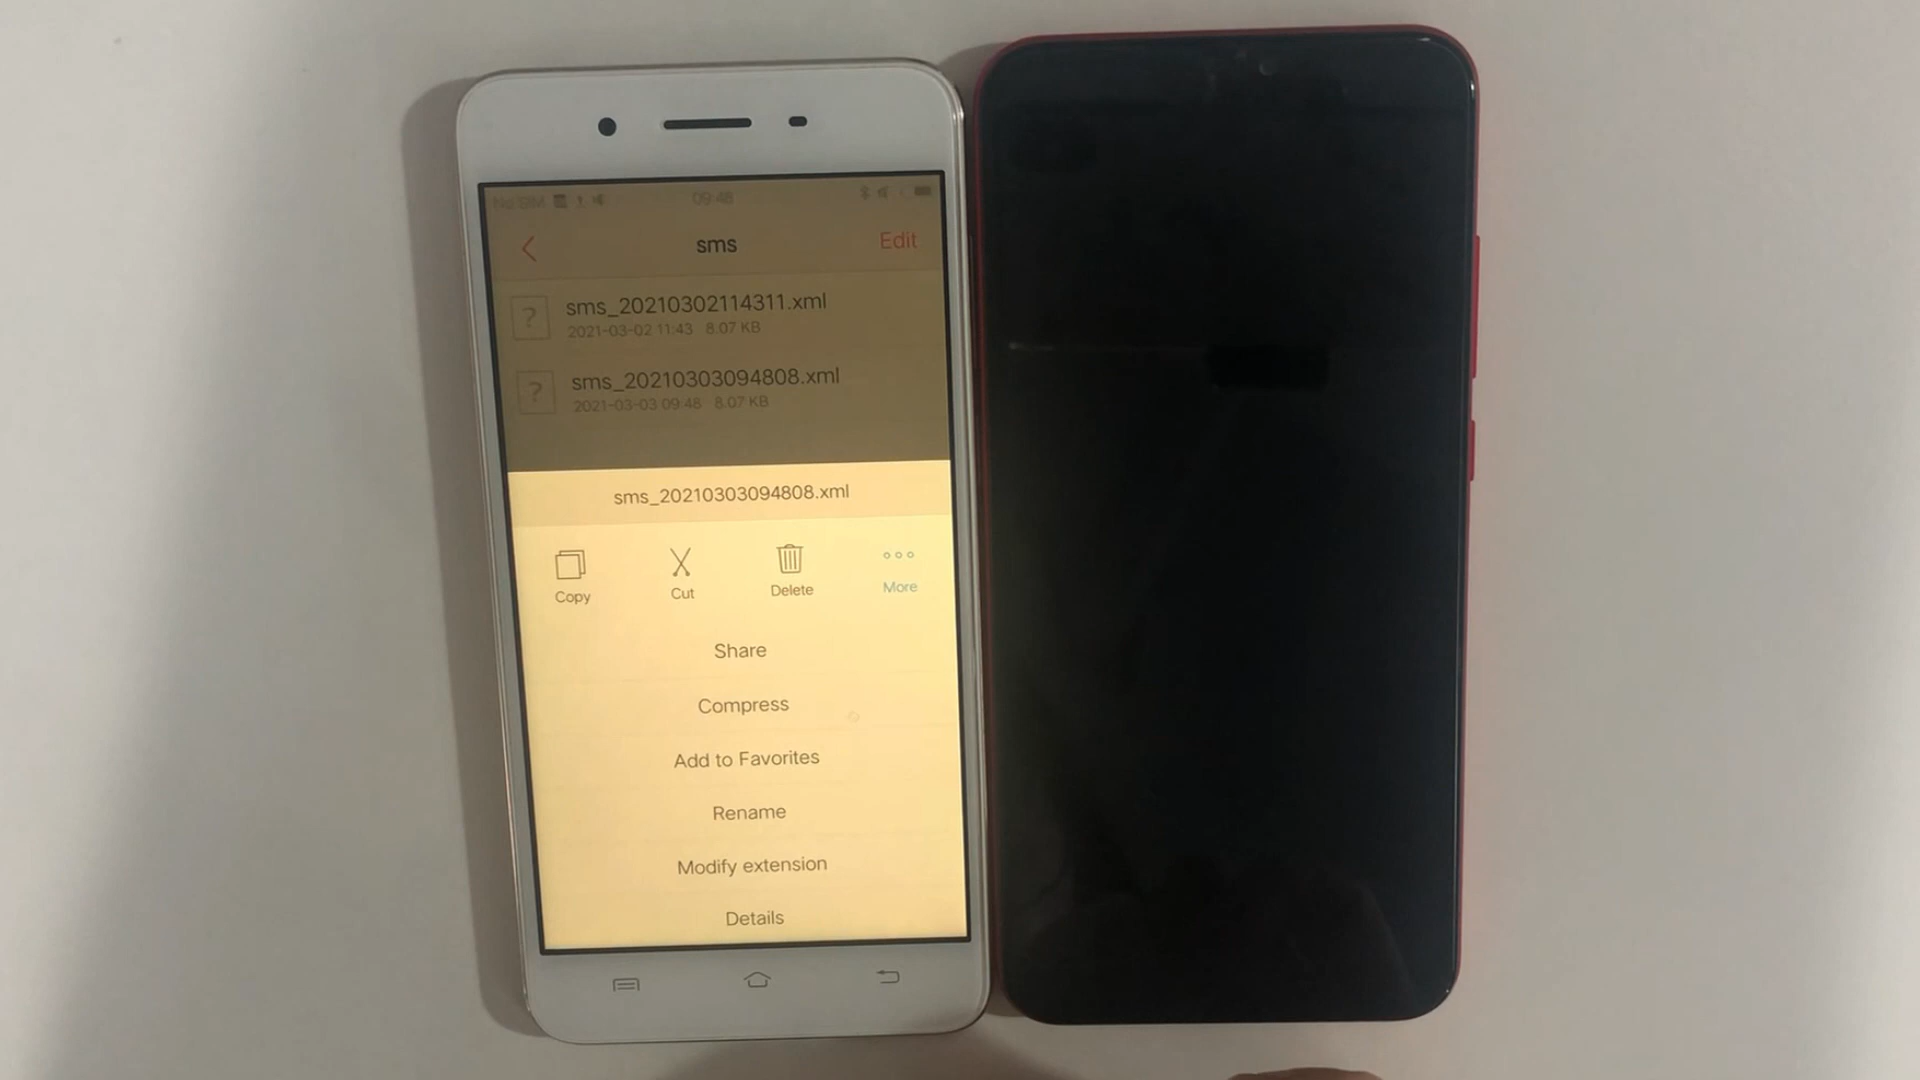 No SIM 09:48
sms Edit
sms_20210302114311.xml
2021-03-02 11:43 8.07 KB
sms_20210303094808.xml
2021-03-03 09:48 8.07 KB
sms_20210303094808.xml
Copy Cut Delete More
Share
Compress
Add to Favorites
Rename
Modify extension
Details